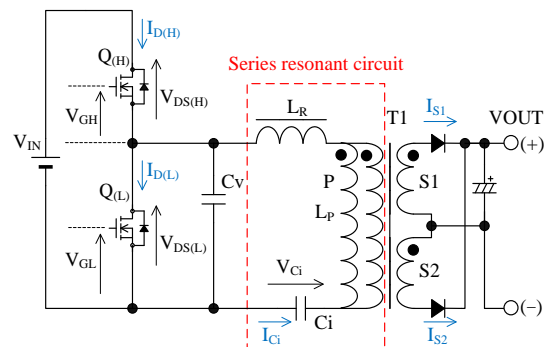 I_D(H)
Q_(H)
Series resonant circuit
V_GH
V_DS(H)
L_R
T1
I_S1
VOUT
(+)
V_IN
I_D(L)
P
S1
+
Q_(L)
Cv
L_P
V_GL
V_DS(L)
V_Ci
S2
I_Ci
Ci
I_S2
(−)